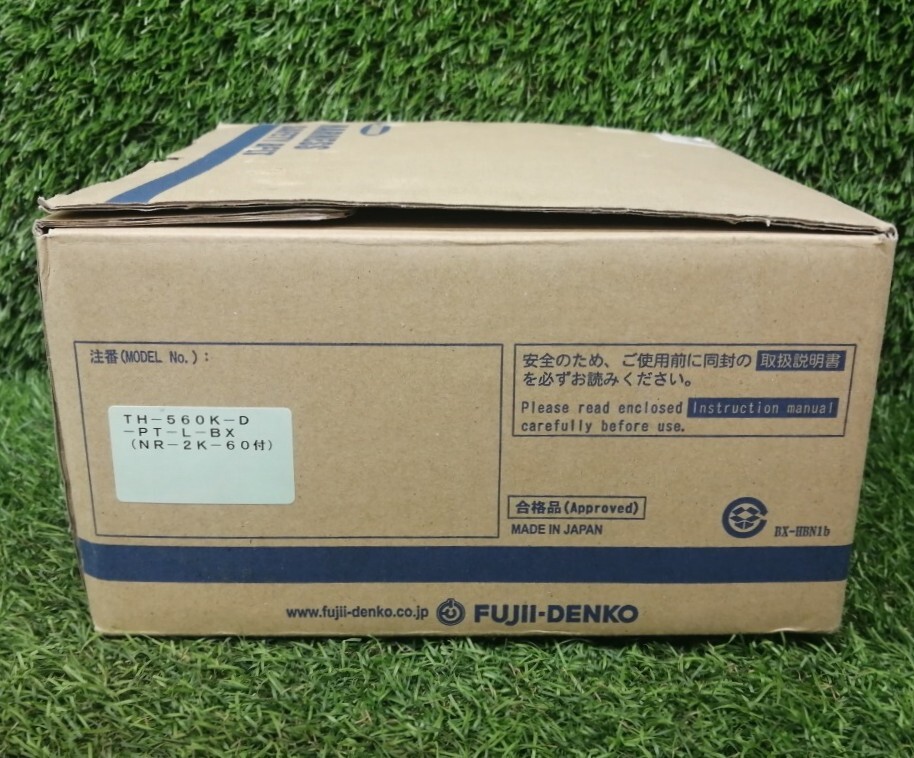 HARNESS
SAFETY BELT
注番(MODEL No.):
TH-560K-D
-PT-L-BX
(NR-2K-60付)
安全のため、ご使用前に同封の 取扱説明書
を必ずお読みください。
Please read enclosed Instruction manual
carefully before use.
合格品(Approved)
MADE IN JAPAN
BX-HBN1b
www.fujii-denko.co.jp FUJII-DENKO